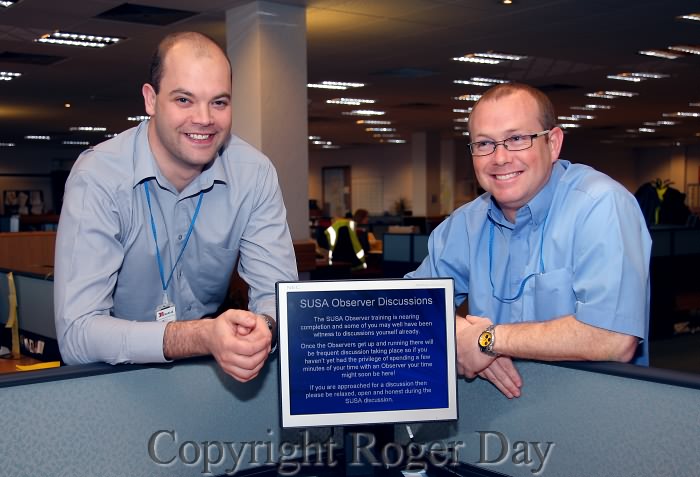 NEC
SUSA Observer Discussions
The SUSA Observer training is nearing
completion and some of you may well have been
discussing yourself already.
Once the Observers get up and running there will
be frequent discussion taking place so if you
haven't yet had the privilege of spending a few
minutes of your time with an Observer your time
might soon be here!
If you are approached for a discussion then
please be relaxed, open and honest during the
SUSA discussion.
Copyright Roger Day